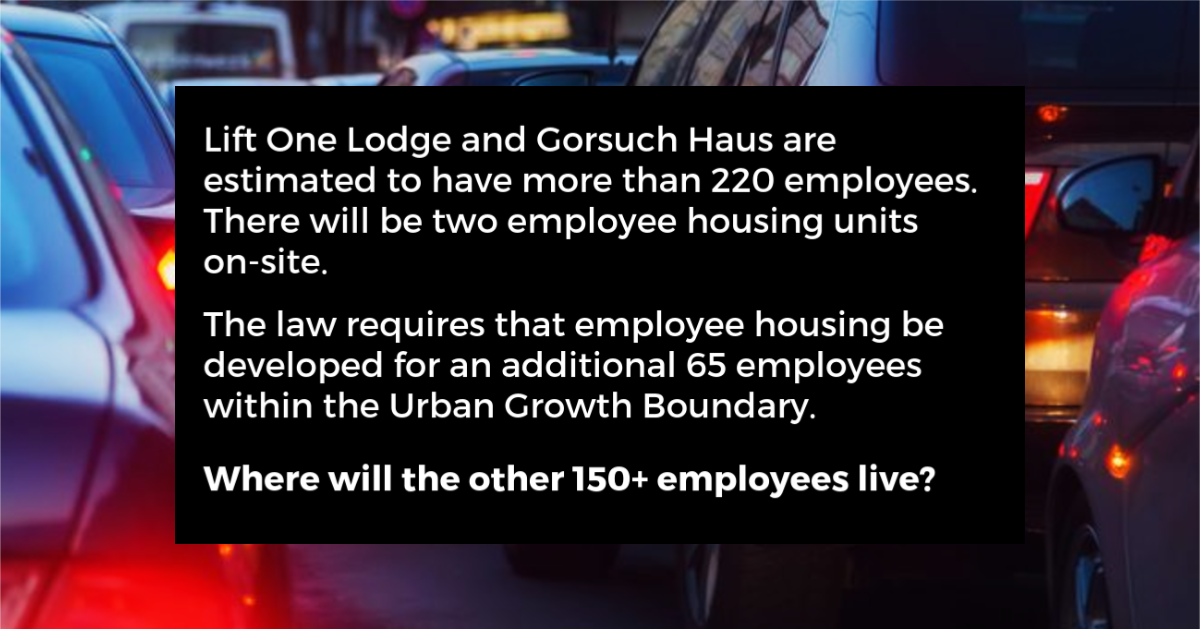 Lift One Lodge and Gorsuch Haus are
estimated to have more than 220 employees.
There will be two employee housing units
on-site.
The law requires that employee housing be
developed for an additional 65 employees
within the Urban Growth Boundary.
Where will the other 150+ employees live?